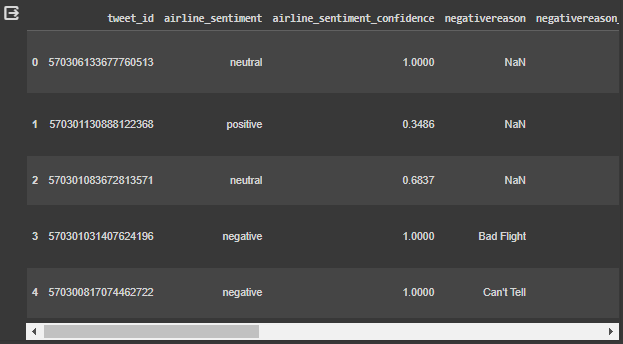 tweet_id airline_sentiment airline_sentiment_confidence negativereason negativereason_
0 570306133677760513 neutral 1.0000 NaN
1 570301130888122368 positive 0.3486 NaN
2 570301083672813571 neutral 0.6837 NaN
3 570301031407624196 negative 1.0000 Bad Flight
4 570300817074462722 negative 1.0000 Can't Tell